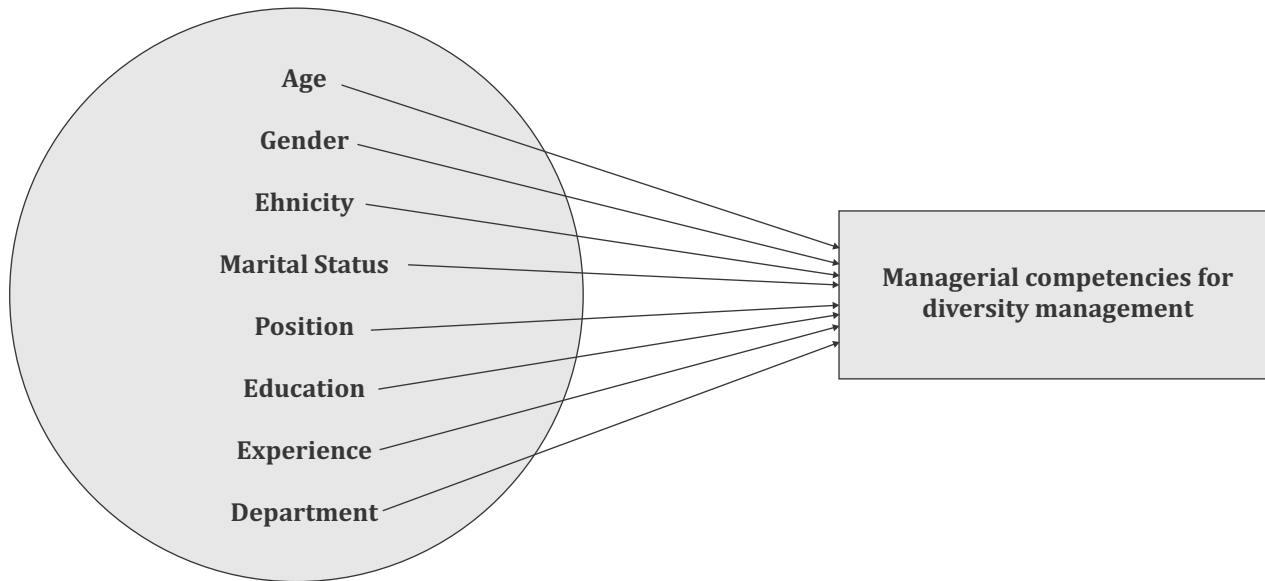 Age
Gender
Ehnicity
Marital Status
Position
Education
Experience
Department
Managerial competencies for
diversity management